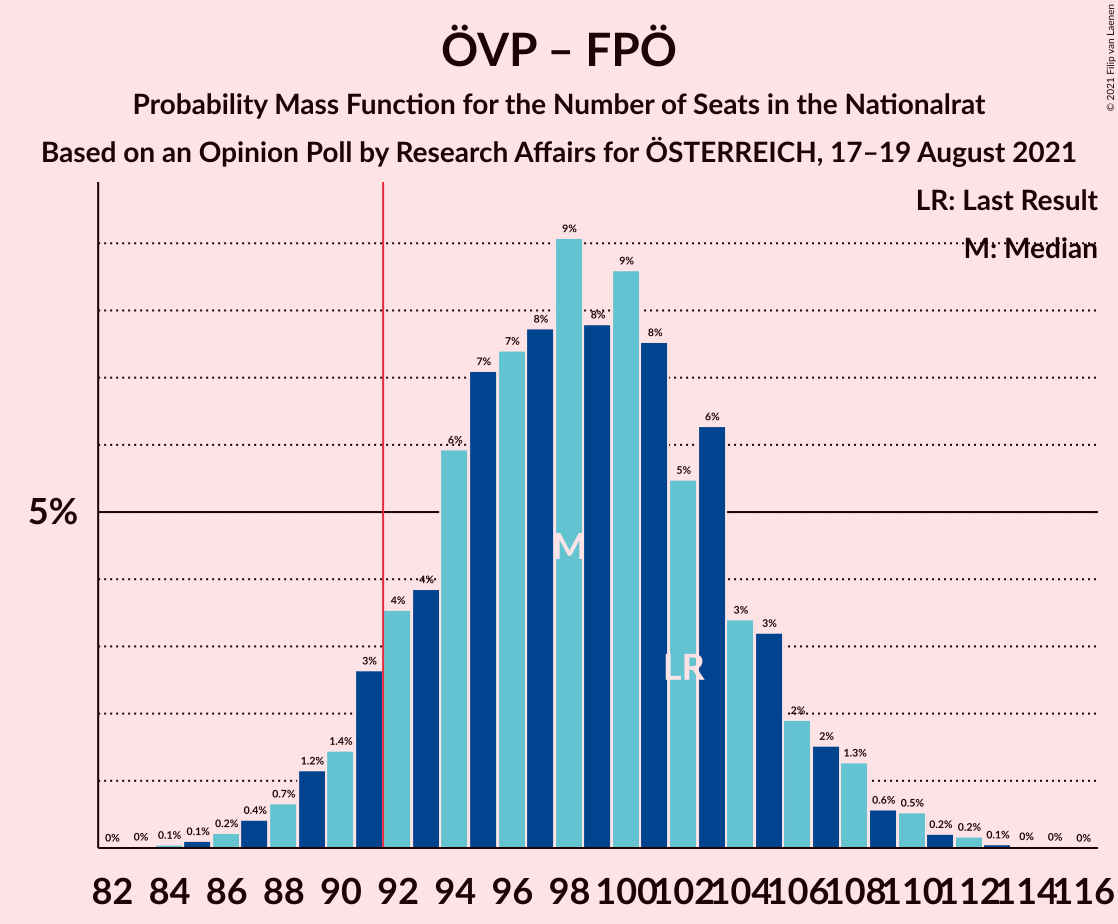 ÖVP – FPÖ
Probability Mass Function for the Number of Seats in the Nationalrat
Based on an Opinion Poll by Research Affairs for ÖSTERREICH, 17–19 August 2021
© 2021 Filip van Laenen
LR: Last Result
M: Median
5%
0% 0% 0.1% 0.1% 0.2% 0.4% 0.7% 1.2% 1.4% 3% 4% 4% 6% 7% 7% 8% 9% 8% 9% 8% 5% 6% 3% 3% 2% 2% 1.3% 0.6% 0.5% 0.2% 0.2% 0.1% 0% 0% 0%
M
LR
82 84 86 88 90 92 94 96 98 100 102 104 106 108 110 112 114 116